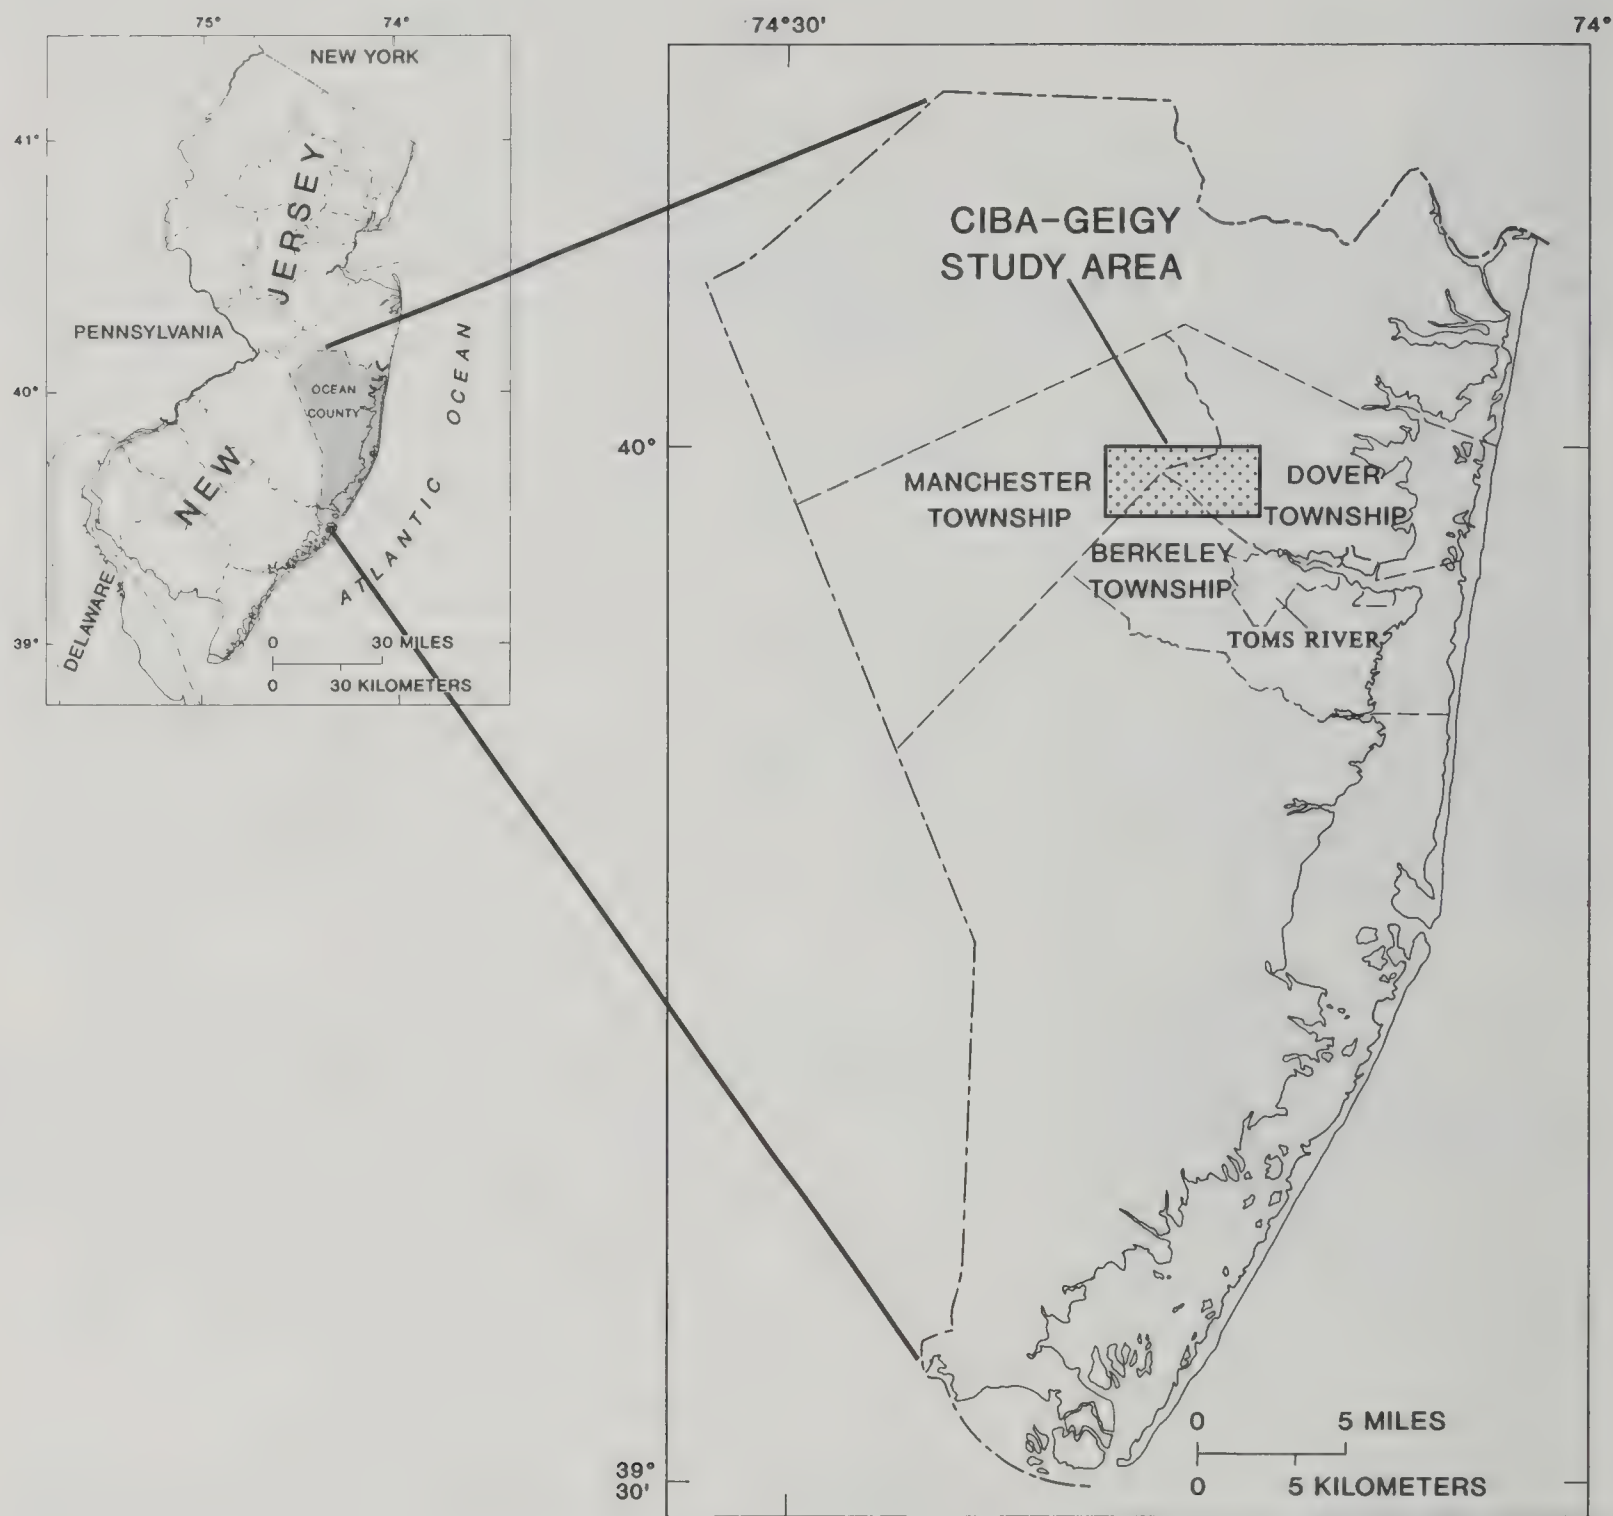 75° 74°
NEW YORK
41°
JERSEY
PENNSYLVANIA
40°
OCEAN
COUNTY
NEW
ATLANTIC OCEAN
DELAWARE
39°
0 30 MILES
0 30 KILOMETERS
74°30' 74°
CIBA-GEIGY
STUDY AREA
40°
MANCHESTER
TOWNSHIP
DOVER
TOWNSHIP
BERKELEY
TOWNSHIP
TOMS RIVER
39°
30'
0 5 MILES
0 5 KILOMETERS